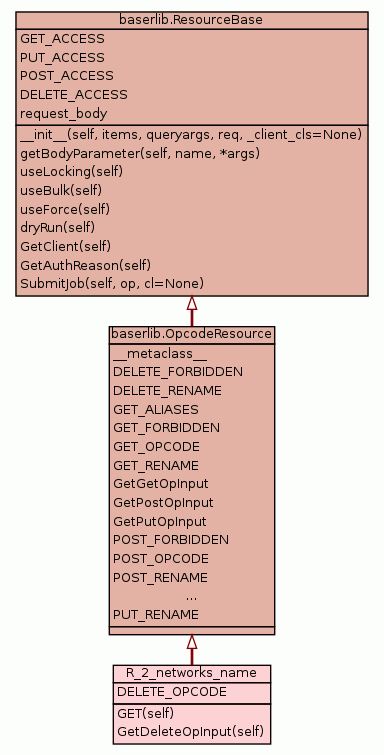 baserlib.ResourceBase
GET_ACCESS
PUT_ACCESS
POST_ACCESS
DELETE_ACCESS
request_body
__init__(self, items, queryargs, req, _client_cls=None)
getBodyParameter(self, name, *args)
useLocking(self)
useBulk(self)
useForce(self)
dryRun(self)
GetClient(self)
GetAuthReason(self)
SubmitJob(self, op, cl=None)
baserlib.OpcodeResource
__metaclass__
DELETE_FORBIDDEN
DELETE_RENAME
GET_ALIASES
GET_FORBIDDEN
GET_OPCODE
GET_RENAME
GetGetOpInput
GetPostOpInput
GetPutOpInput
POST_FORBIDDEN
POST_OPCODE
POST_RENAME
...
PUT_RENAME
R_2_networks_name
DELETE_OPCODE
GET(self)
GetDeleteOpInput(self)